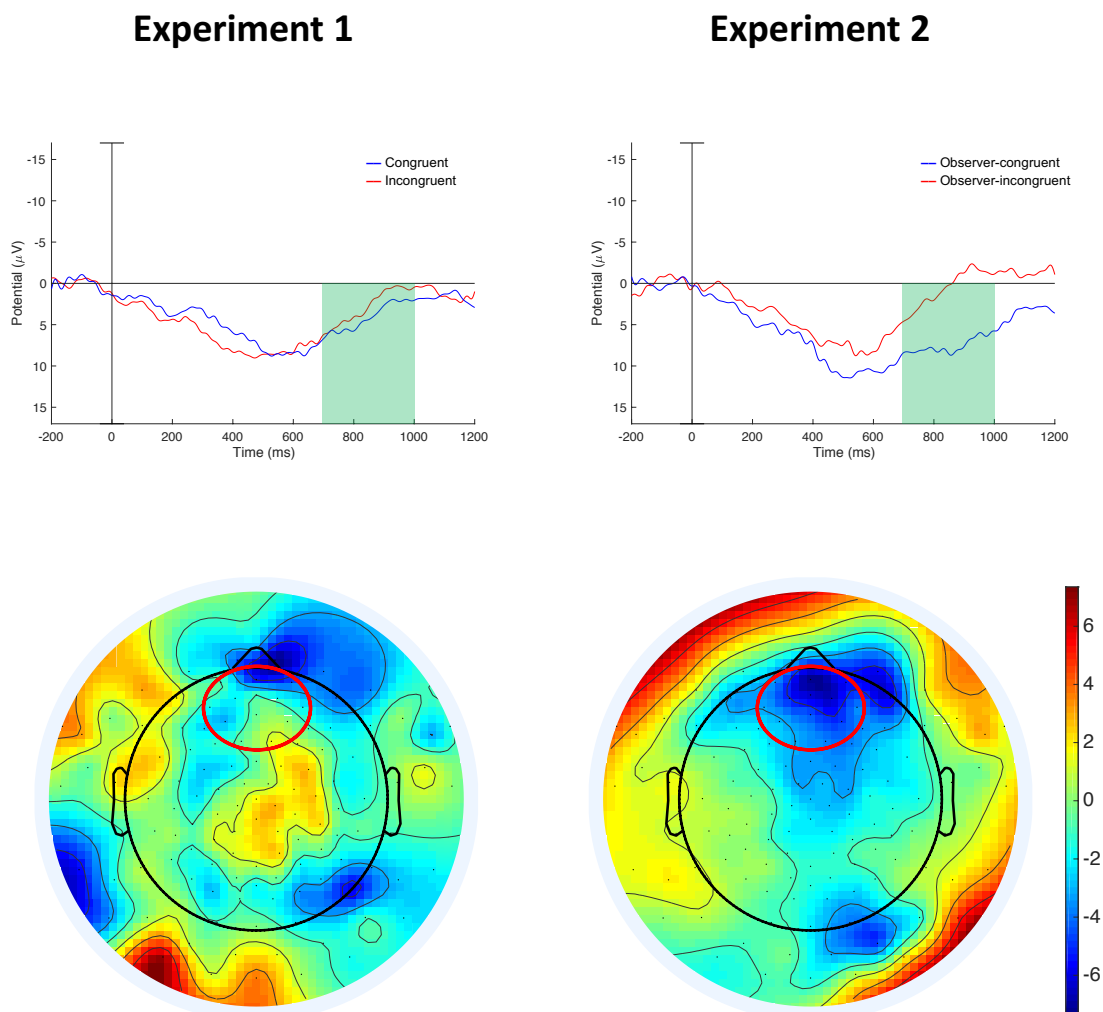 Experiment 1
Experiment 2
-15
-10
-5
0
5
10
15
Potential (μV)
Congruent
Incongruent
-200 0 200 400 600 800 1000 1200
Time (ms)
-15
-10
-5
0
5
10
15
Potential (μV)
Observer-congruent
Observer-incongruent
-200 0 200 400 600 800 1000 1200
Time (ms)
6
4
2
0
-2
-4
-6